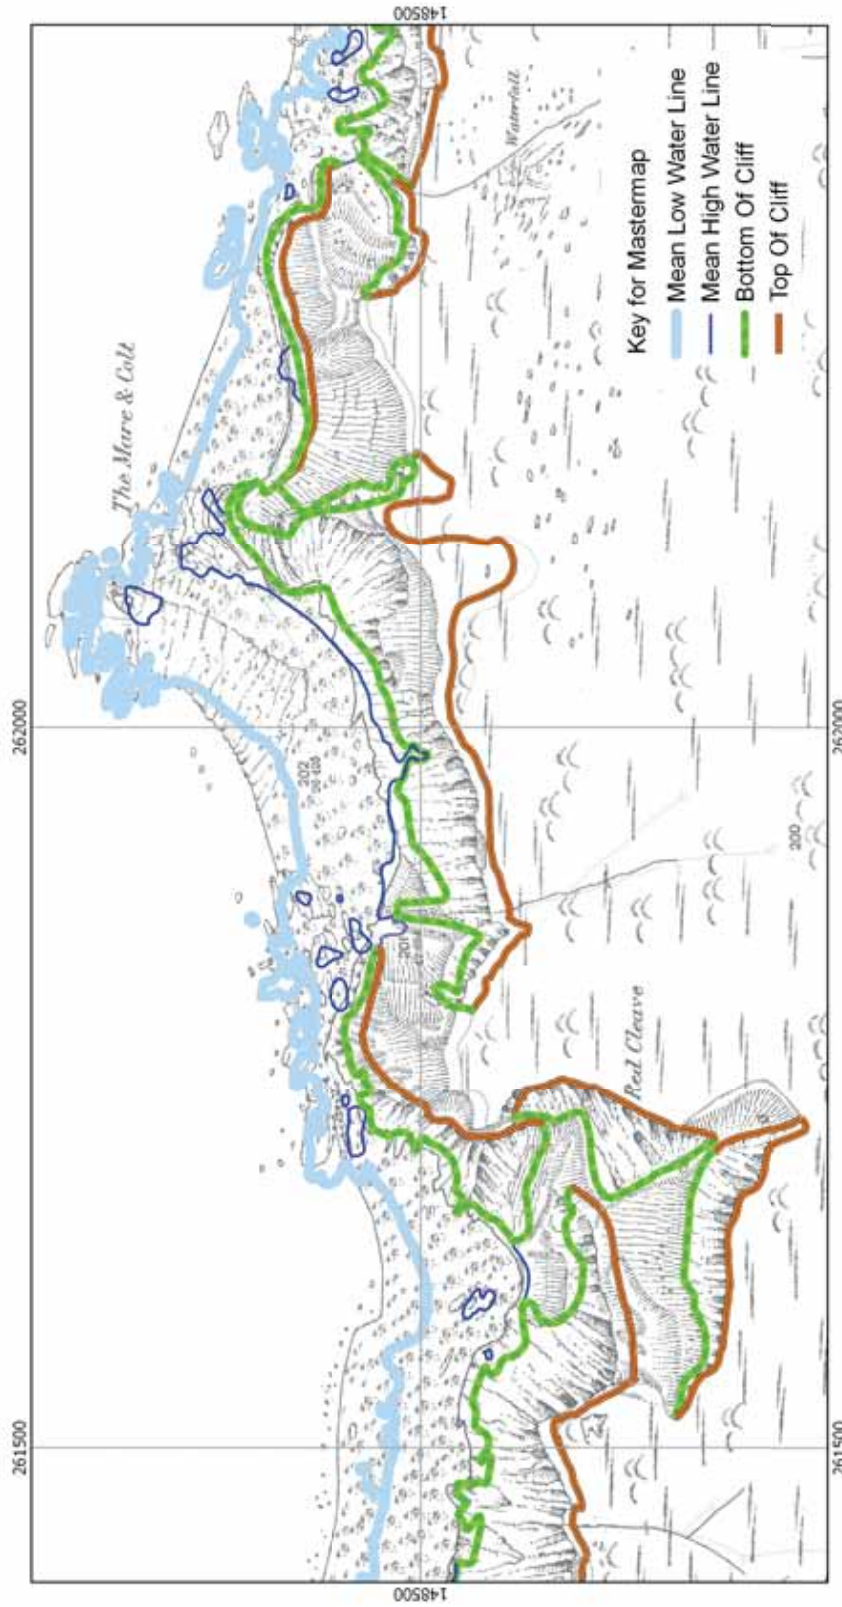 148500
262000
261500
The Mare & Colt
Waterfall
Key for Mastermap
Mean Low Water Line
Mean High Water Line
Bottom Of Cliff
Top Of Cliff
202
201
200
Red Cleave
262000
261500
148500